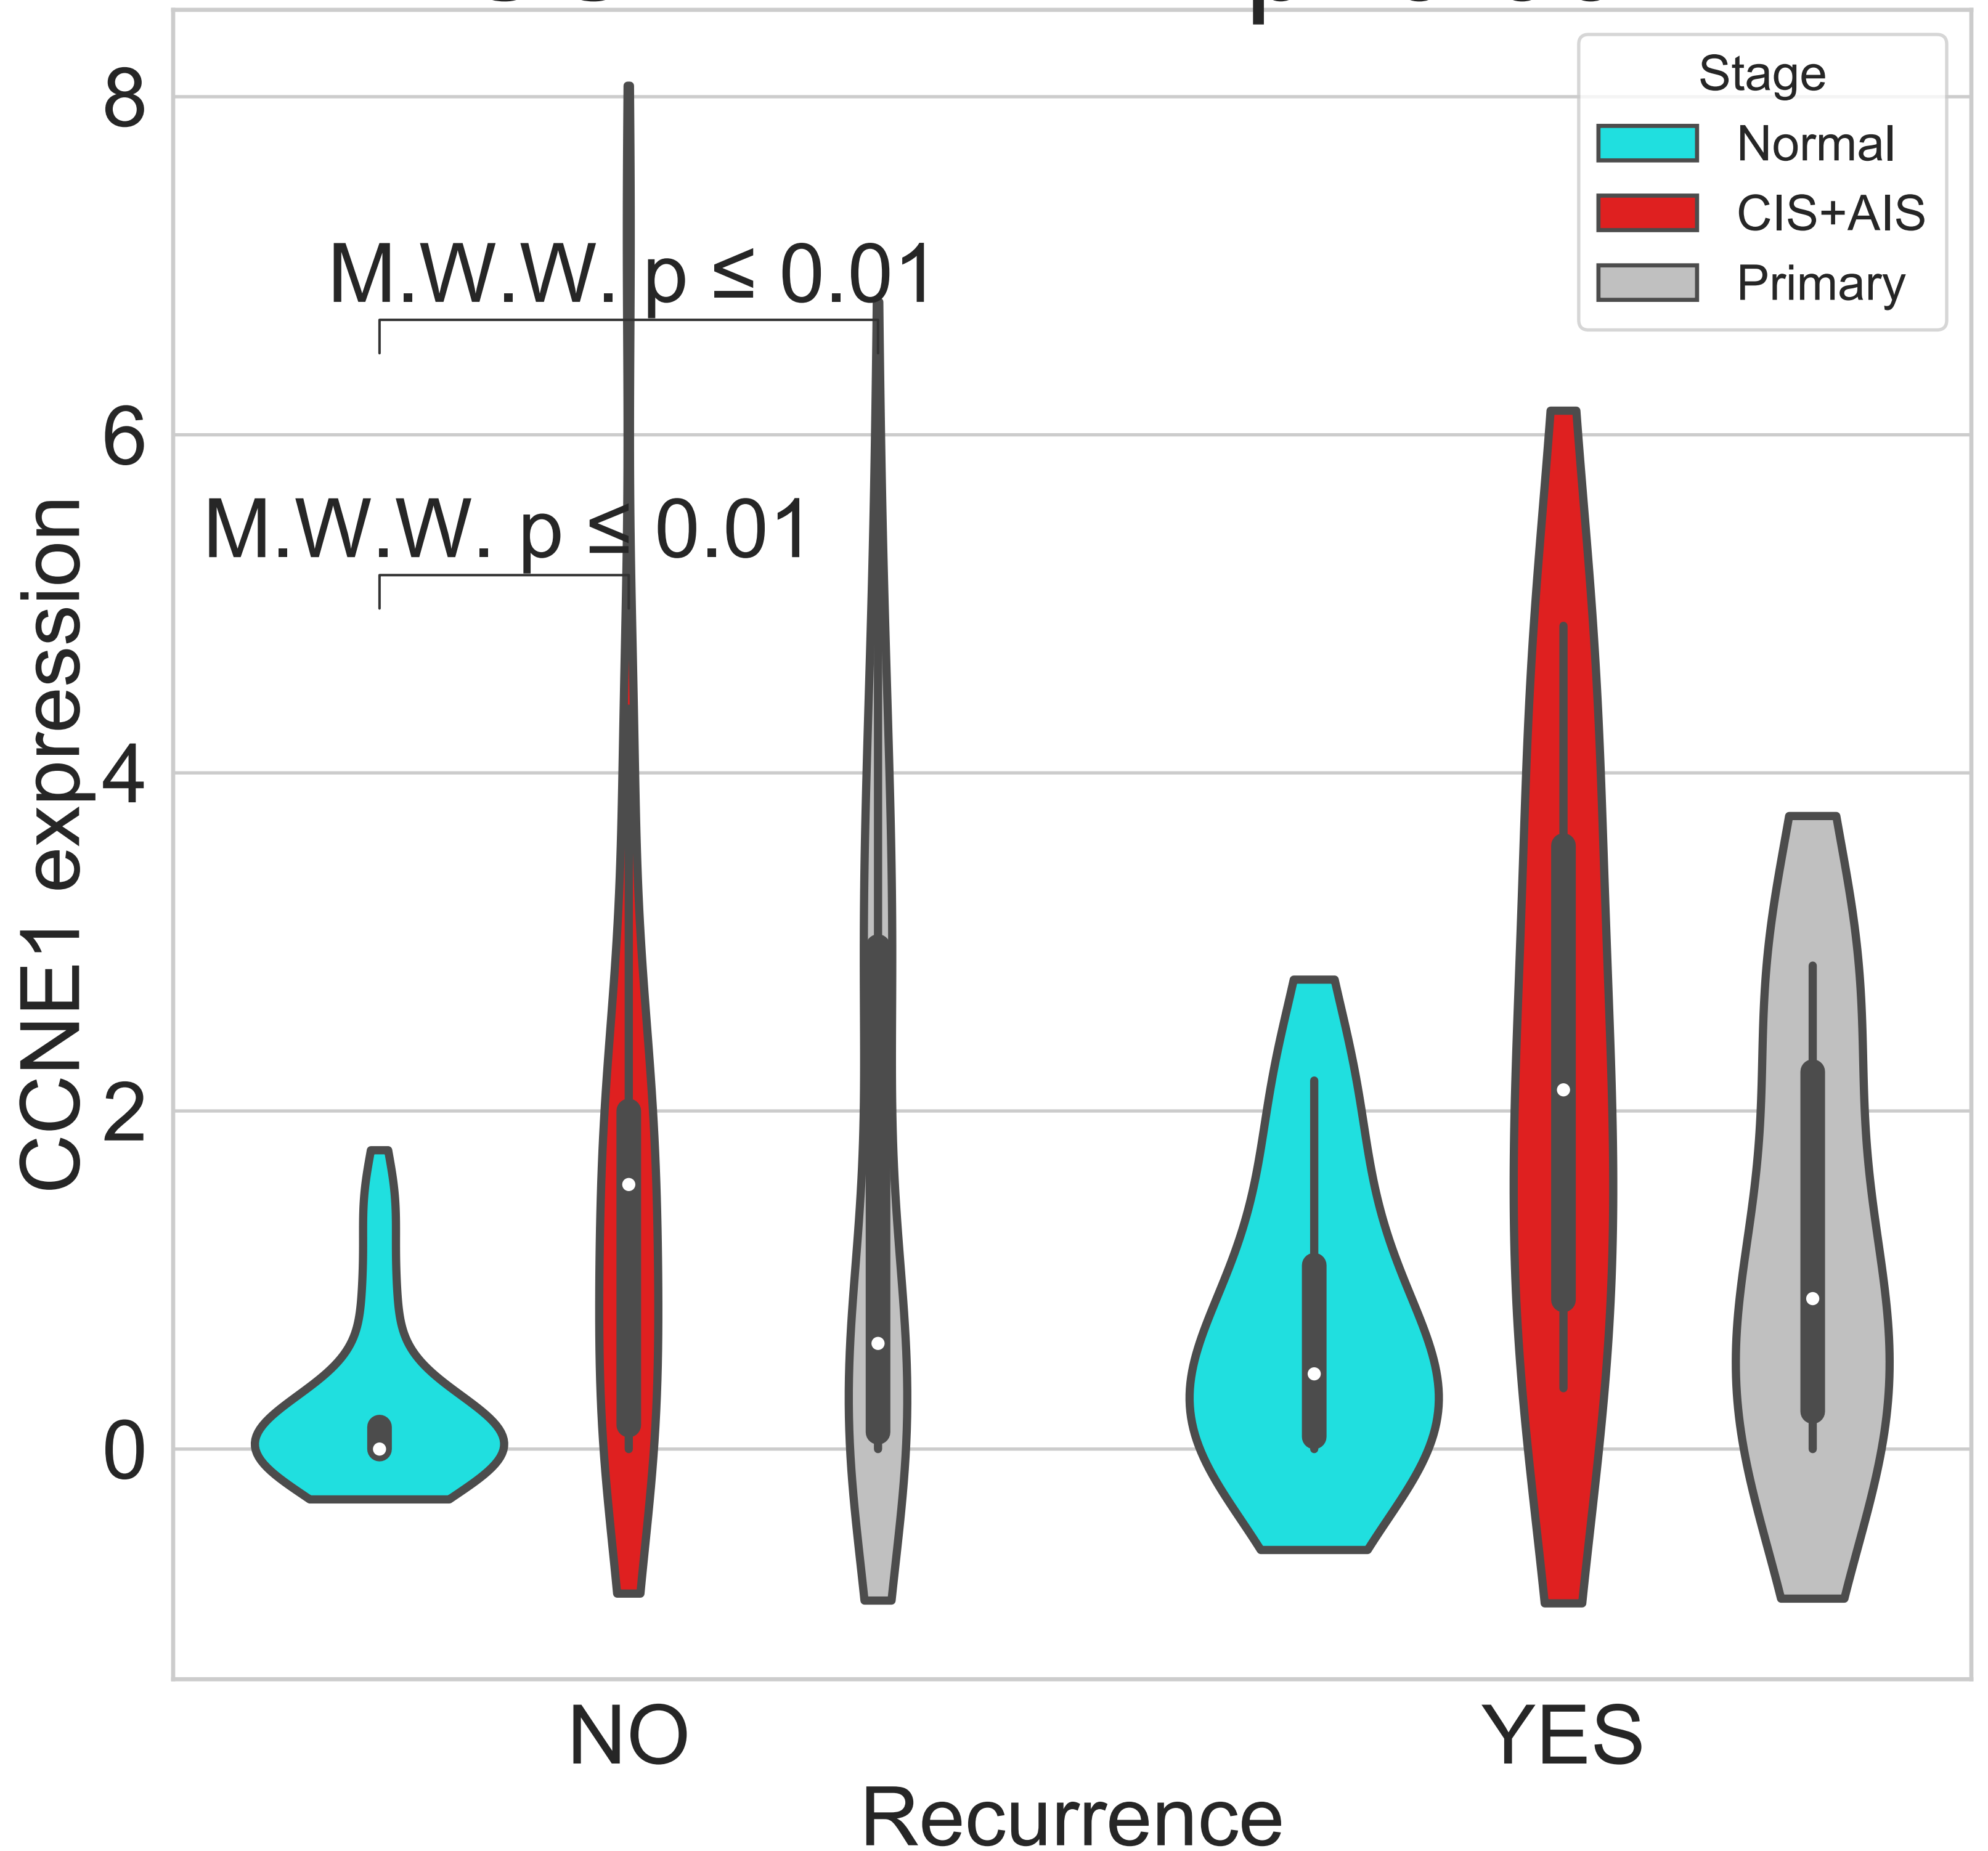 8
6
4
2
0
CCNE1 expression
M.W.W. p ≤ 0.01
M.W.W. p ≤ 0.01
Stage
Normal
CIS+AIS
Primary
NO
YES
Recurrence